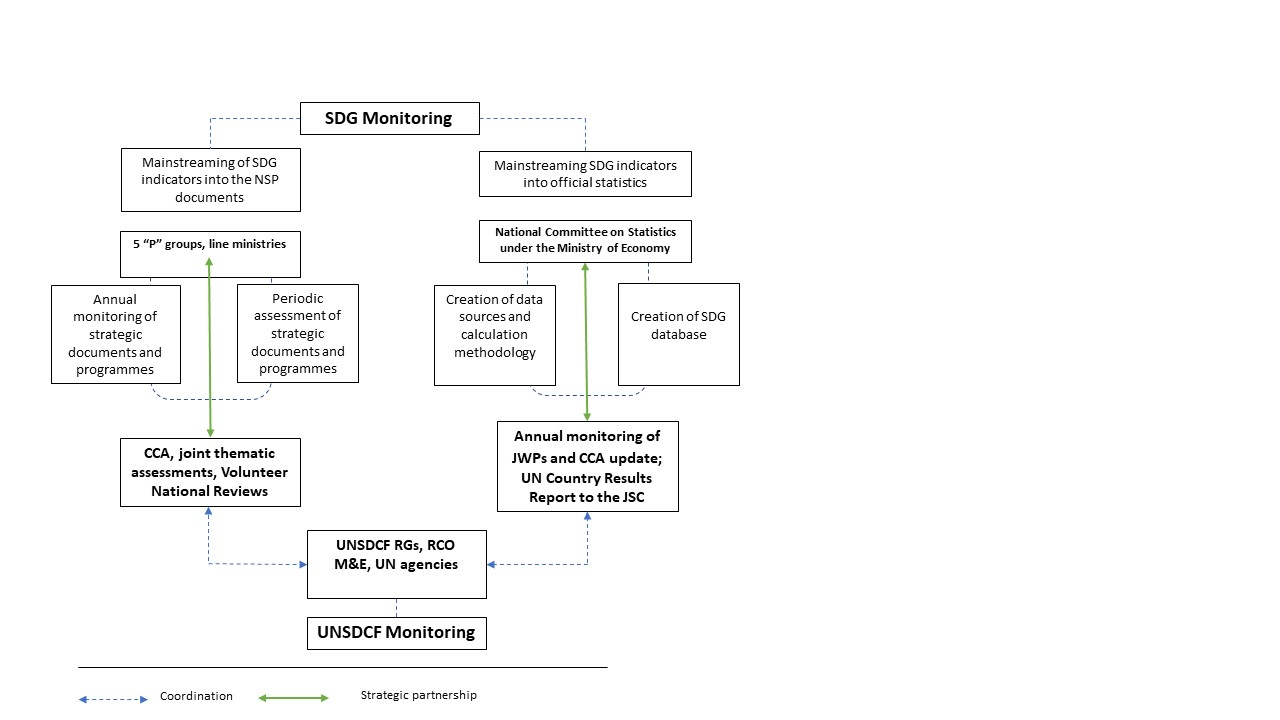 SDG Monitoring
Mainstreaming of SDG
indicators into the NSP
documents
Mainstreaming SDG indicators
into official statistics
5 “P” groups, line ministries
National Committee on Statistics
under the Ministry of Economy
Annual
monitoring of
strategic
documents and
programmes
Periodic
assessment of
strategic
documents and
programmes
Creation of data
sources and
calculation
methodology
Creation of SDG
database
CCA, joint thematic
assessments, Volunteer
National Reviews
Annual monitoring of
JWPs and CCA update;
UN Country Results
Report to the JSC
UNSDCF RGs, RCO
M&E, UN agencies
UNSDCF Monitoring
Coordination
Strategic partnership